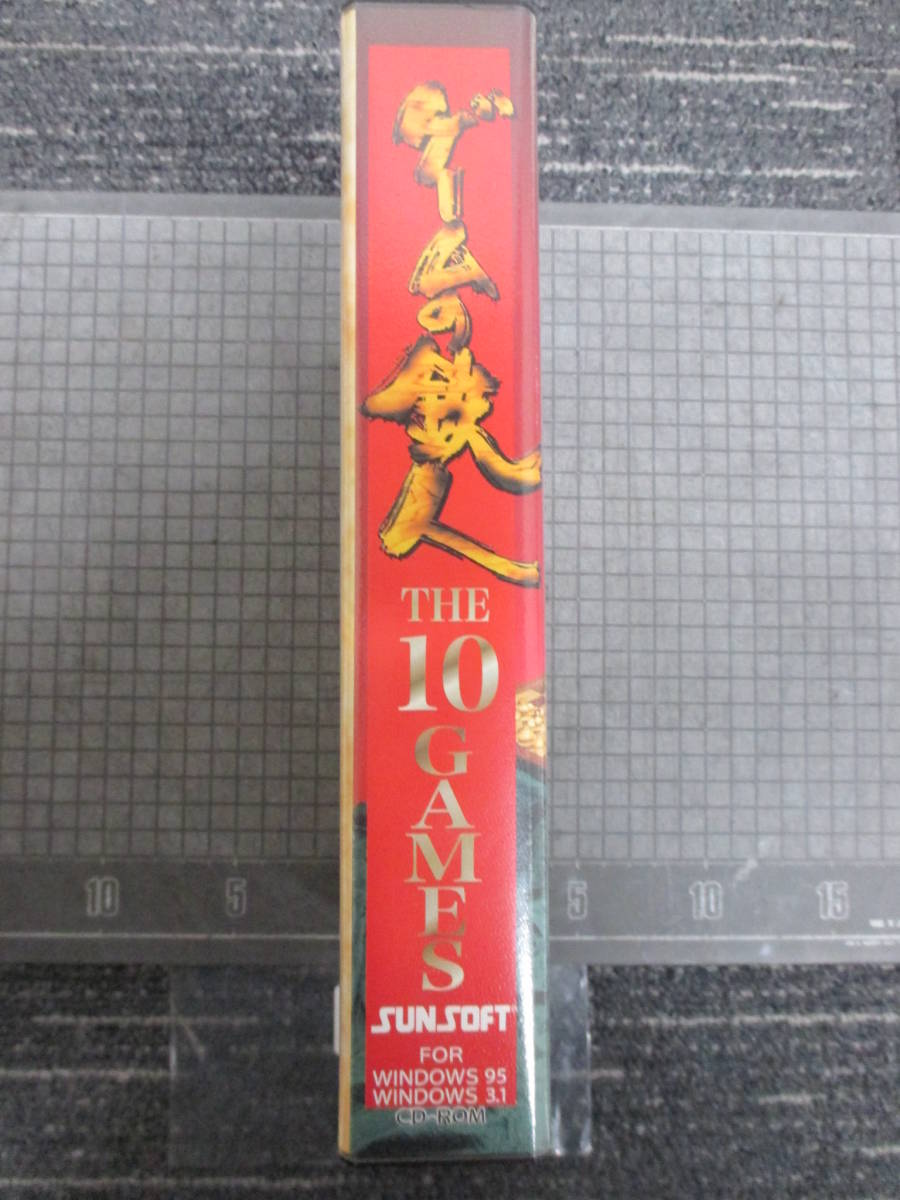 ゲームの鉄人
THE
10
GAMES
SUNSOFT™
FOR
WINDOWS 95
WINDOWS 3.1
CD-ROM
10 5 5 10 15